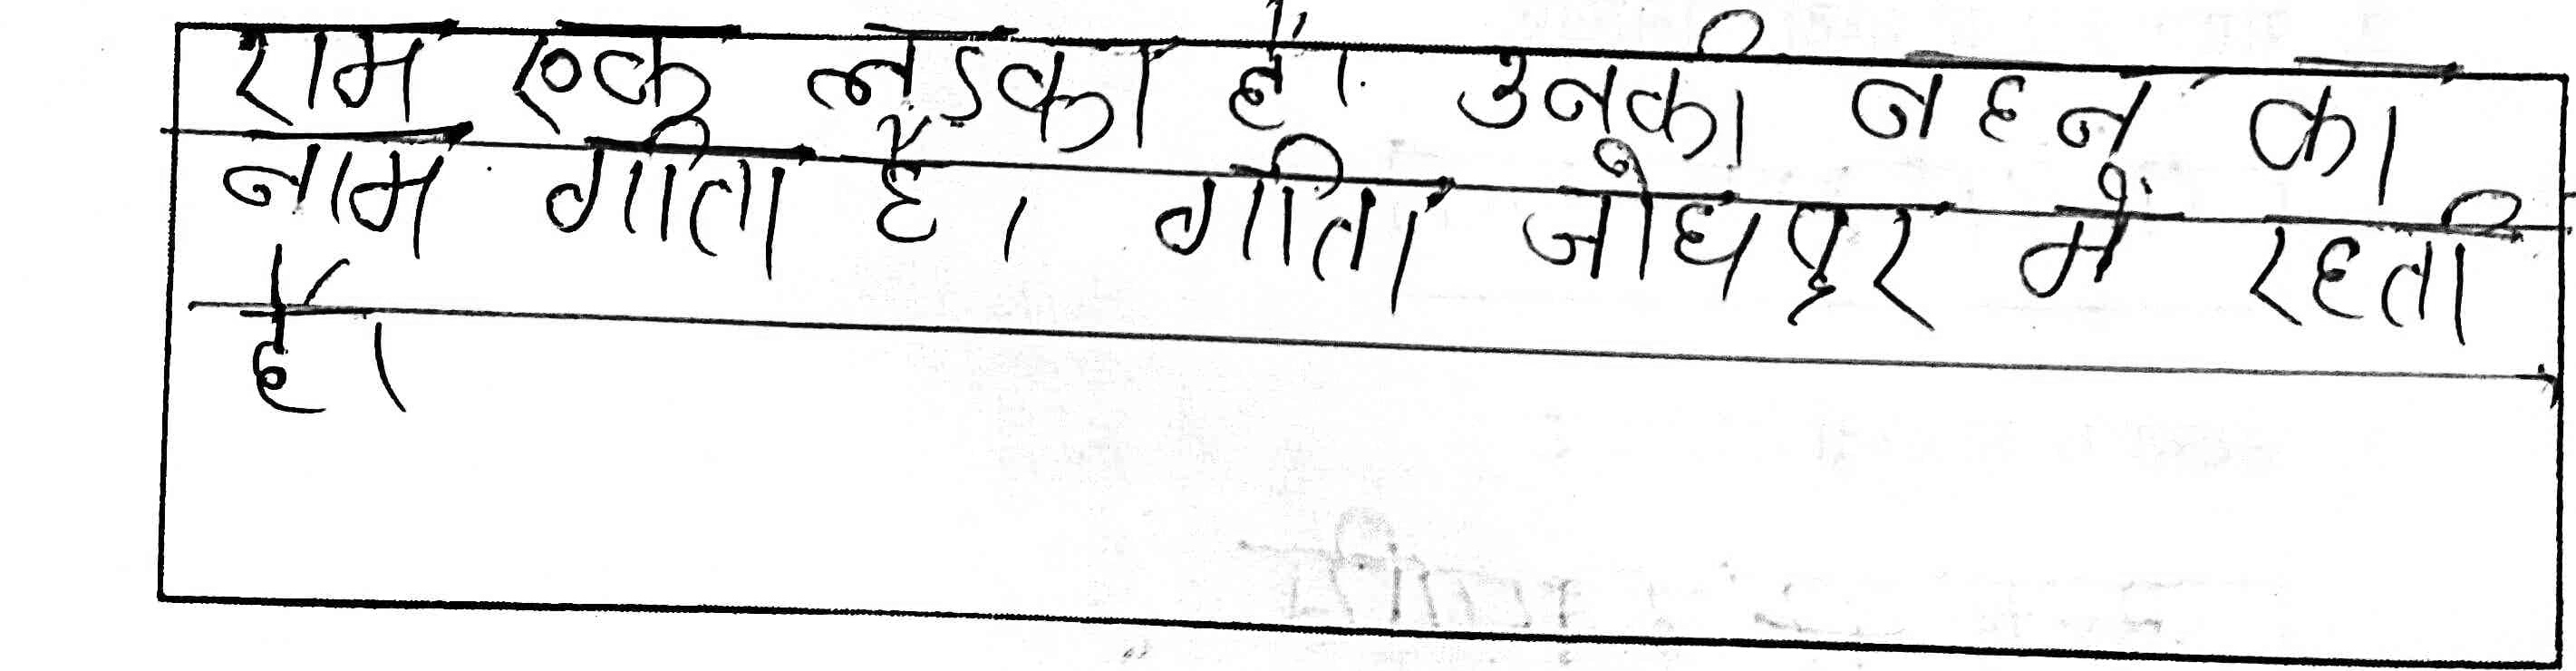 राम एक लड़का है। उनकी बहन का
नाम गीता है। गीता जोधपुर में रहती
है।